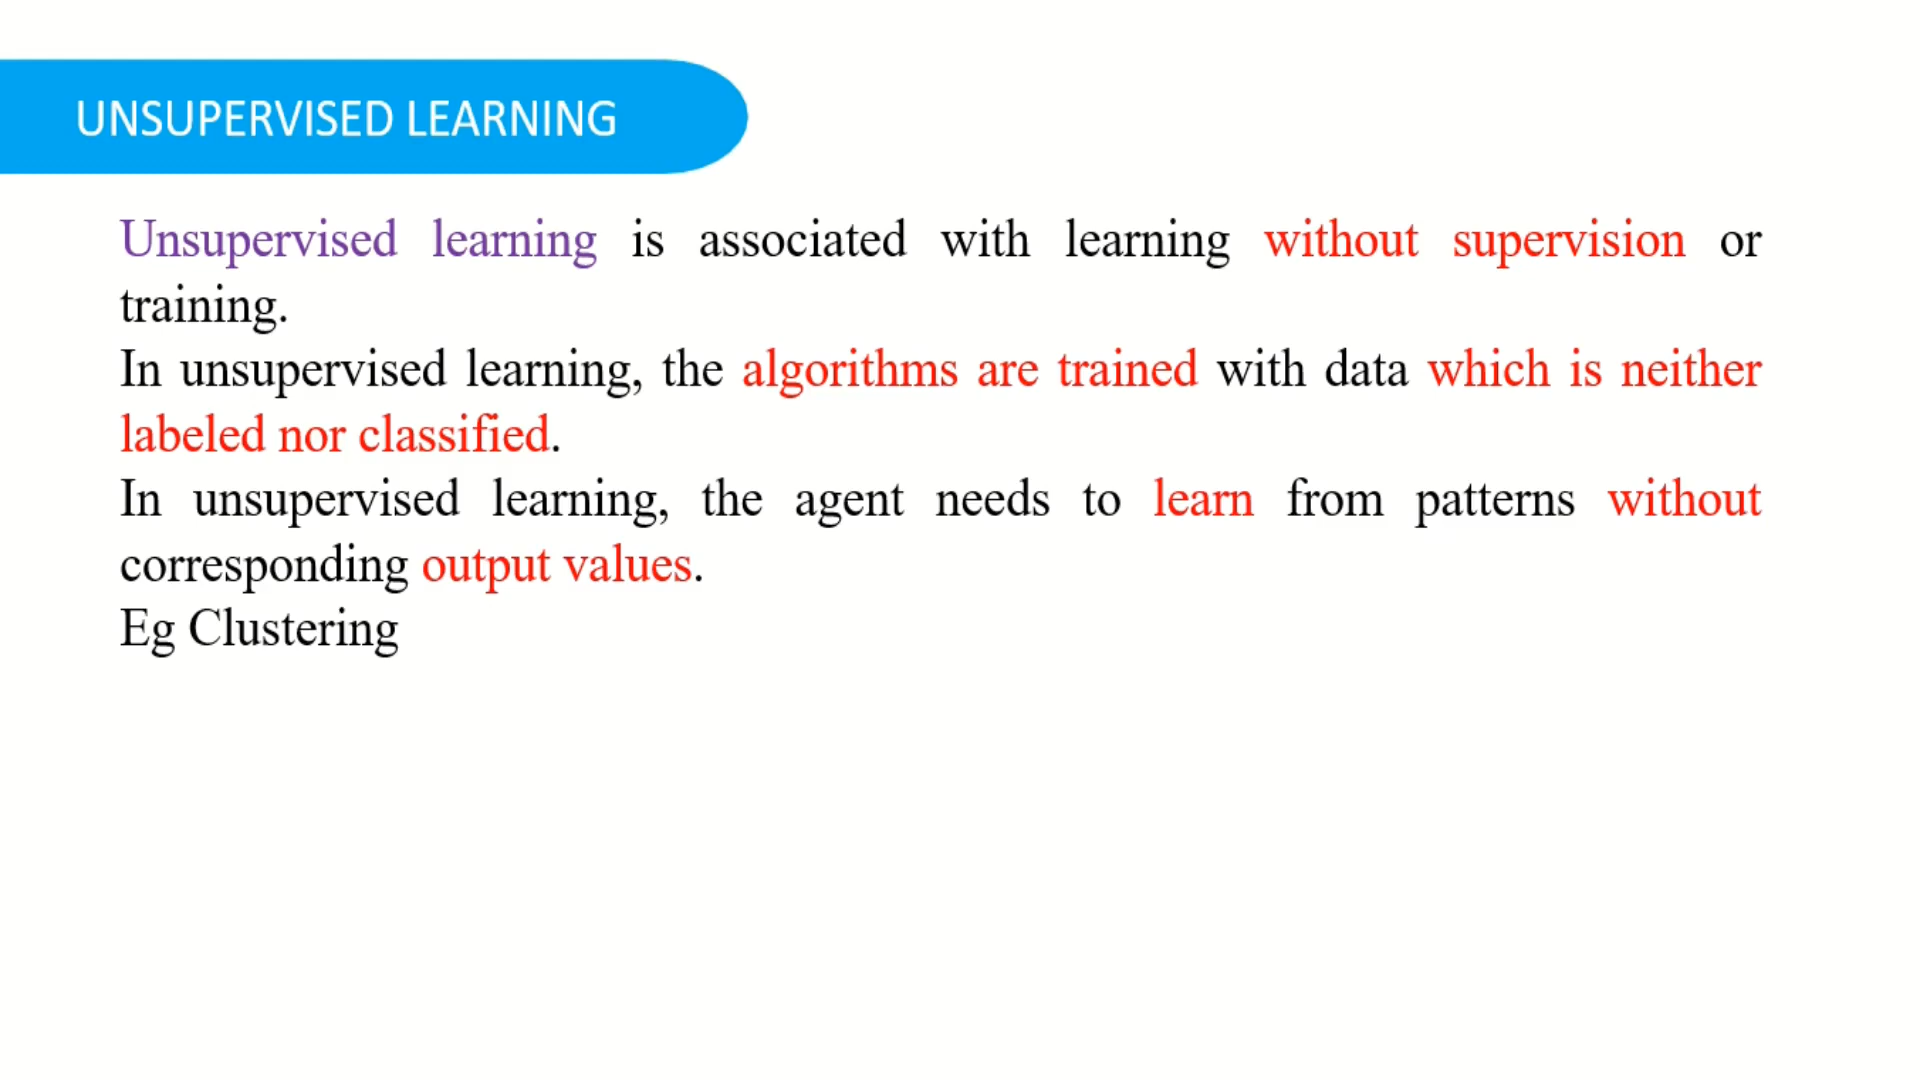 UNSUPERVISED LEARNING
Unsupervised learning is associated with learning without supervision or
training.
In unsupervised learning, the algorithms are trained with data which is neither
labeled nor classified.
In unsupervised learning, the agent needs to learn from patterns without
corresponding output values.
Eg Clustering